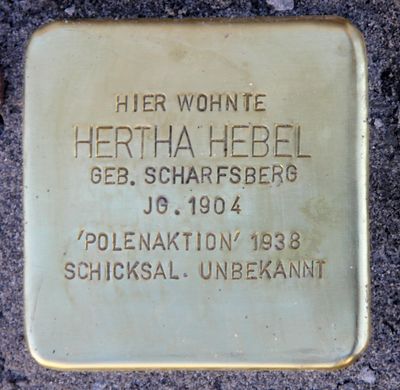 HIER WOHNTE
HERTHA HEBEL
GEB. SCHARFSBERG
JG. 1904
'POLENAKTION' 1938
SCHICKSAL. UNBEKANNT